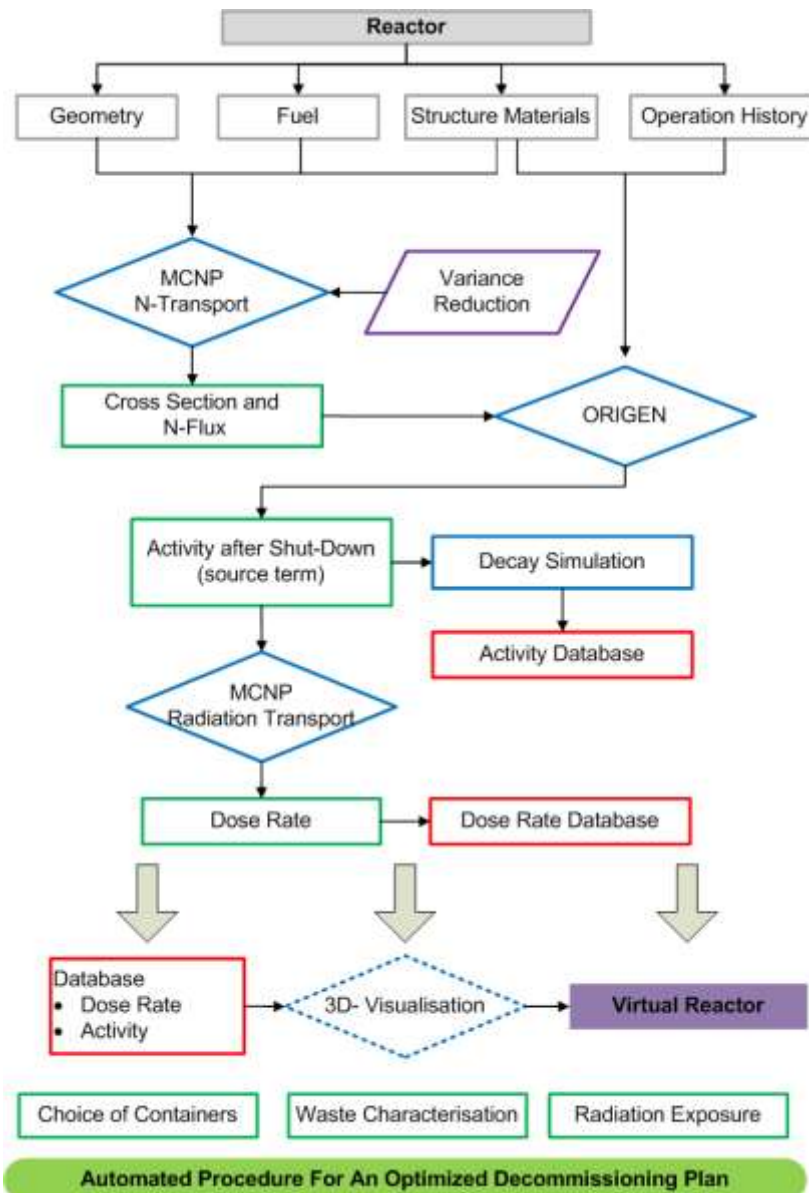 Reactor
Geometry
Fuel
Structure Materials
Operation History
MCNP
N-Transport
Variance
Reduction
Cross Section and
N-Flux
ORIGEN
Activity after Shut-Down
(source term)
Decay Simulation
Activity Database
MCNP
Radiation Transport
Dose Rate
Dose Rate Database
Database
• Dose Rate
• Activity
3D- Visualisation
Virtual Reactor
Choice of Containers
Waste Characterisation
Radiation Exposure
Automated Procedure For An Optimized Decommissioning Plan